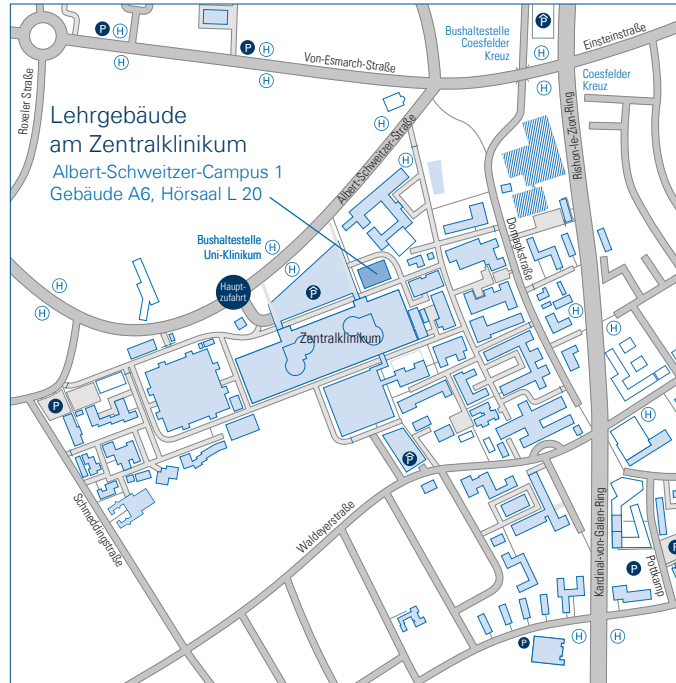 P
H
H
P
H
H
Von-Esmarch-Straße
Bushaltestelle
Coesfelder
Kreuz
P
H
H
Einsteinstraße
Coesfelder
Kreuz
Roxeler Straße
Lehrgebäude
am Zentralklinikum
Albert-Schweitzer-Campus 1
Gebäude A6, Hörsaal L 20
H
Albert-Schweitzer-Straße
H
Rishon-le-Zion-Ring
Domagkstraße
Bushaltestelle
Uni-Klinikum
H
H
H
H
Haupt-
zufahrt
P
H
H
Zentralklinikum
P
H
P
Schmeddingstraße
Waldeyerstraße
Kardinal-von-Galen-Ring
P
P
Pottkamp
P
H
H